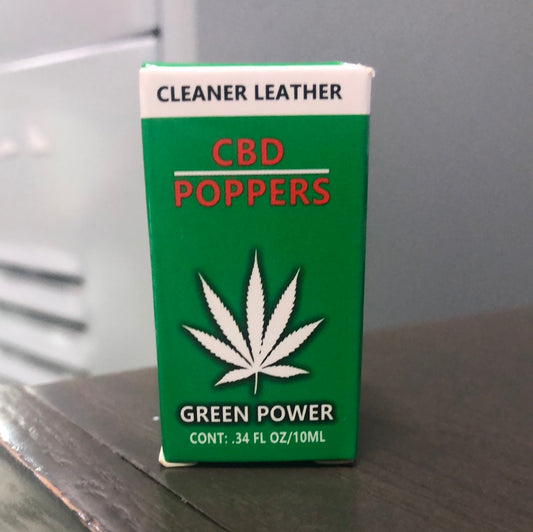 CLEANER LEATHER
CBD
POPPERS
GREEN POWER
CONT: .34 FL OZ/10ML